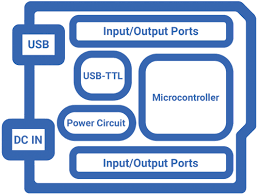 Input/Output Ports
USB
USB-TTL
Microcontroller
Power Circuit
DC IN
Input/Output Ports